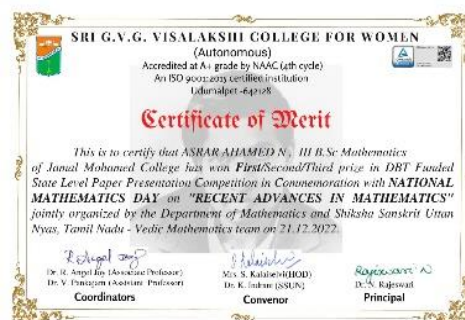 SRI G.V.G. VISALAKSHI COLLEGE FOR WOMEN
(Autonomous)
Accredited at A+ grade by NAAC (4th cycle)
An ISO 9001:2015 certified institution
Udumalpet -642128
Certificate of Merit
This is to certify that ASRAR AHAMED N , III B.Sc Mathematics
of Jamal Mohamed College has won First/Second/Third prize in DBT Funded
State Level Paper Presentation Competition in Commemoration with NATIONAL
MATHEMATICS DAY on "RECENT ADVANCES IN MATHEMATICS"
jointly organized by the Department of Mathematics and Shiksha Sanskrit Uttan
Nyas, Tamil Nadu - Vedic Mathematics team on 21.12.2022.
Rajeswari N
Dr. R. Angel Joy (Associate Professor)
Dr. V. Pankajam (Assistant Professor)
Coordinators
Mrs. S. Kalaiselvi(HOD)
Dr. K. Indrani (SSUN)
Convenor
Dr. N. Rajeswari
Principal